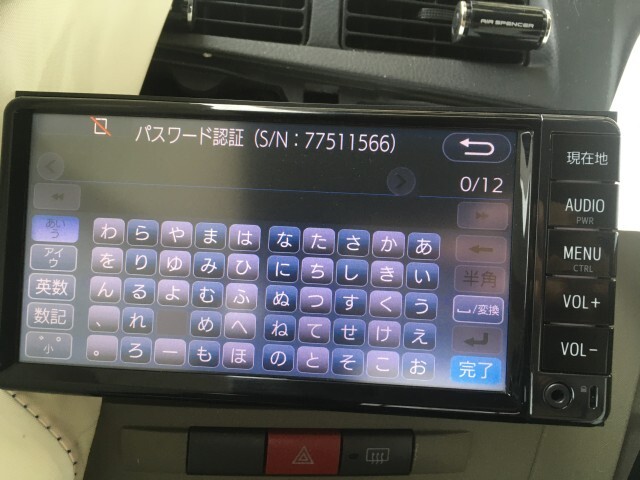 AIR SPENCER
パスワード認証 (S/N:77511566)
0/12
あいう
わ ら や ま は な た さ か あ
アイウ
を り ゆ み ひ に ち し き い
半角
英数
ん る よ む ふ ぬ つ す く う
␣/変換
数記
、 れ め へ ね て せ け え
゛゜小
。 ろ ー も ほ の と そ こ お
完了
現在地
AUDIO
PWR
MENU
CTRL
VOL+
VOL-